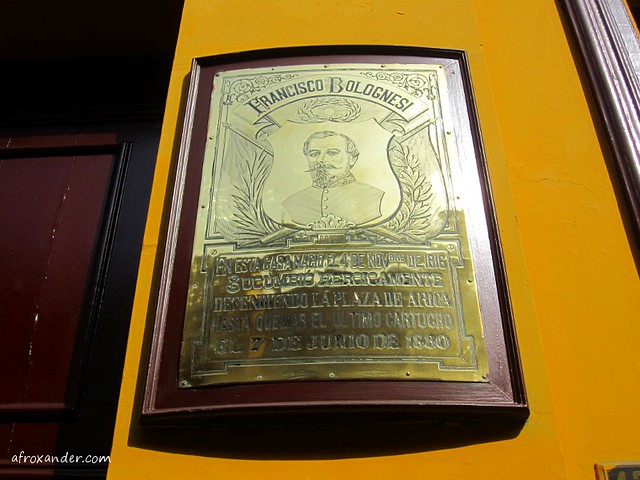 FRANCISCO BOLOGNESI
EN ESTA CASA NACIÓ EL 4 DE NOVBRE DE 1816
SUCUMBIÓ HERÓICAMENTE
DEFENDIENDO LA PLAZA DE ARICA
HASTA QUEMAR EL ÚLTIMO CARTUCHO
EL 7 DE JUNIO DE 1880
afroxander.com